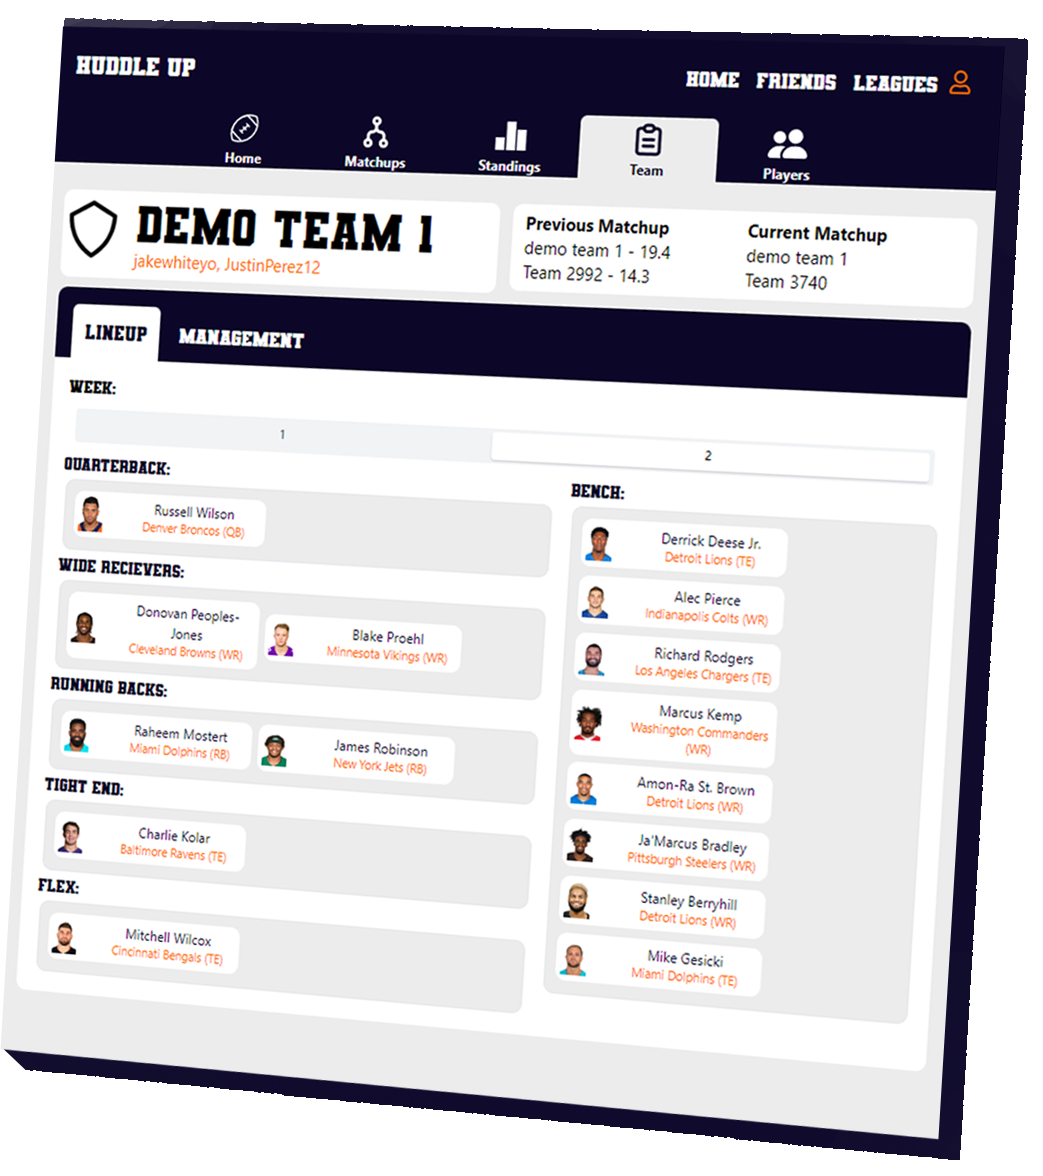 HUDDLE UP
HOME FRIENDS LEAGUES
Home
Matchups
Standings
Team
Players
DEMO TEAM 1
jakewhiteyo, JustinPerez12
Previous Matchup
demo team 1 - 19.4
Team 2992 - 14.3
Current Matchup
demo team 1
Team 3740
LINEUP
MANAGEMENT
WEEK:
1
2
QUARTERBACK:
Russell Wilson
Denver Broncos (QB)
WIDE RECIEVERS:
Donovan Peoples-
Jones
Cleveland Browns (WR)
Blake Proehl
Minnesota Vikings (WR)
RUNNING BACKS:
Raheem Mostert
Miami Dolphins (RB)
James Robinson
New York Jets (RB)
TIGHT END:
Charlie Kolar
Baltimore Ravens (TE)
FLEX:
Mitchell Wilcox
Cincinnati Bengals (TE)
BENCH:
Derrick Deese Jr.
Detroit Lions (TE)
Alec Pierce
Indianapolis Colts (WR)
Richard Rodgers
Los Angeles Chargers (TE)
Marcus Kemp
Washington Commanders
(WR)
Amon-Ra St. Brown
Detroit Lions (WR)
Ja'Marcus Bradley
Pittsburgh Steelers (WR)
Stanley Berryhill
Detroit Lions (WR)
Mike Gesicki
Miami Dolphins (TE)